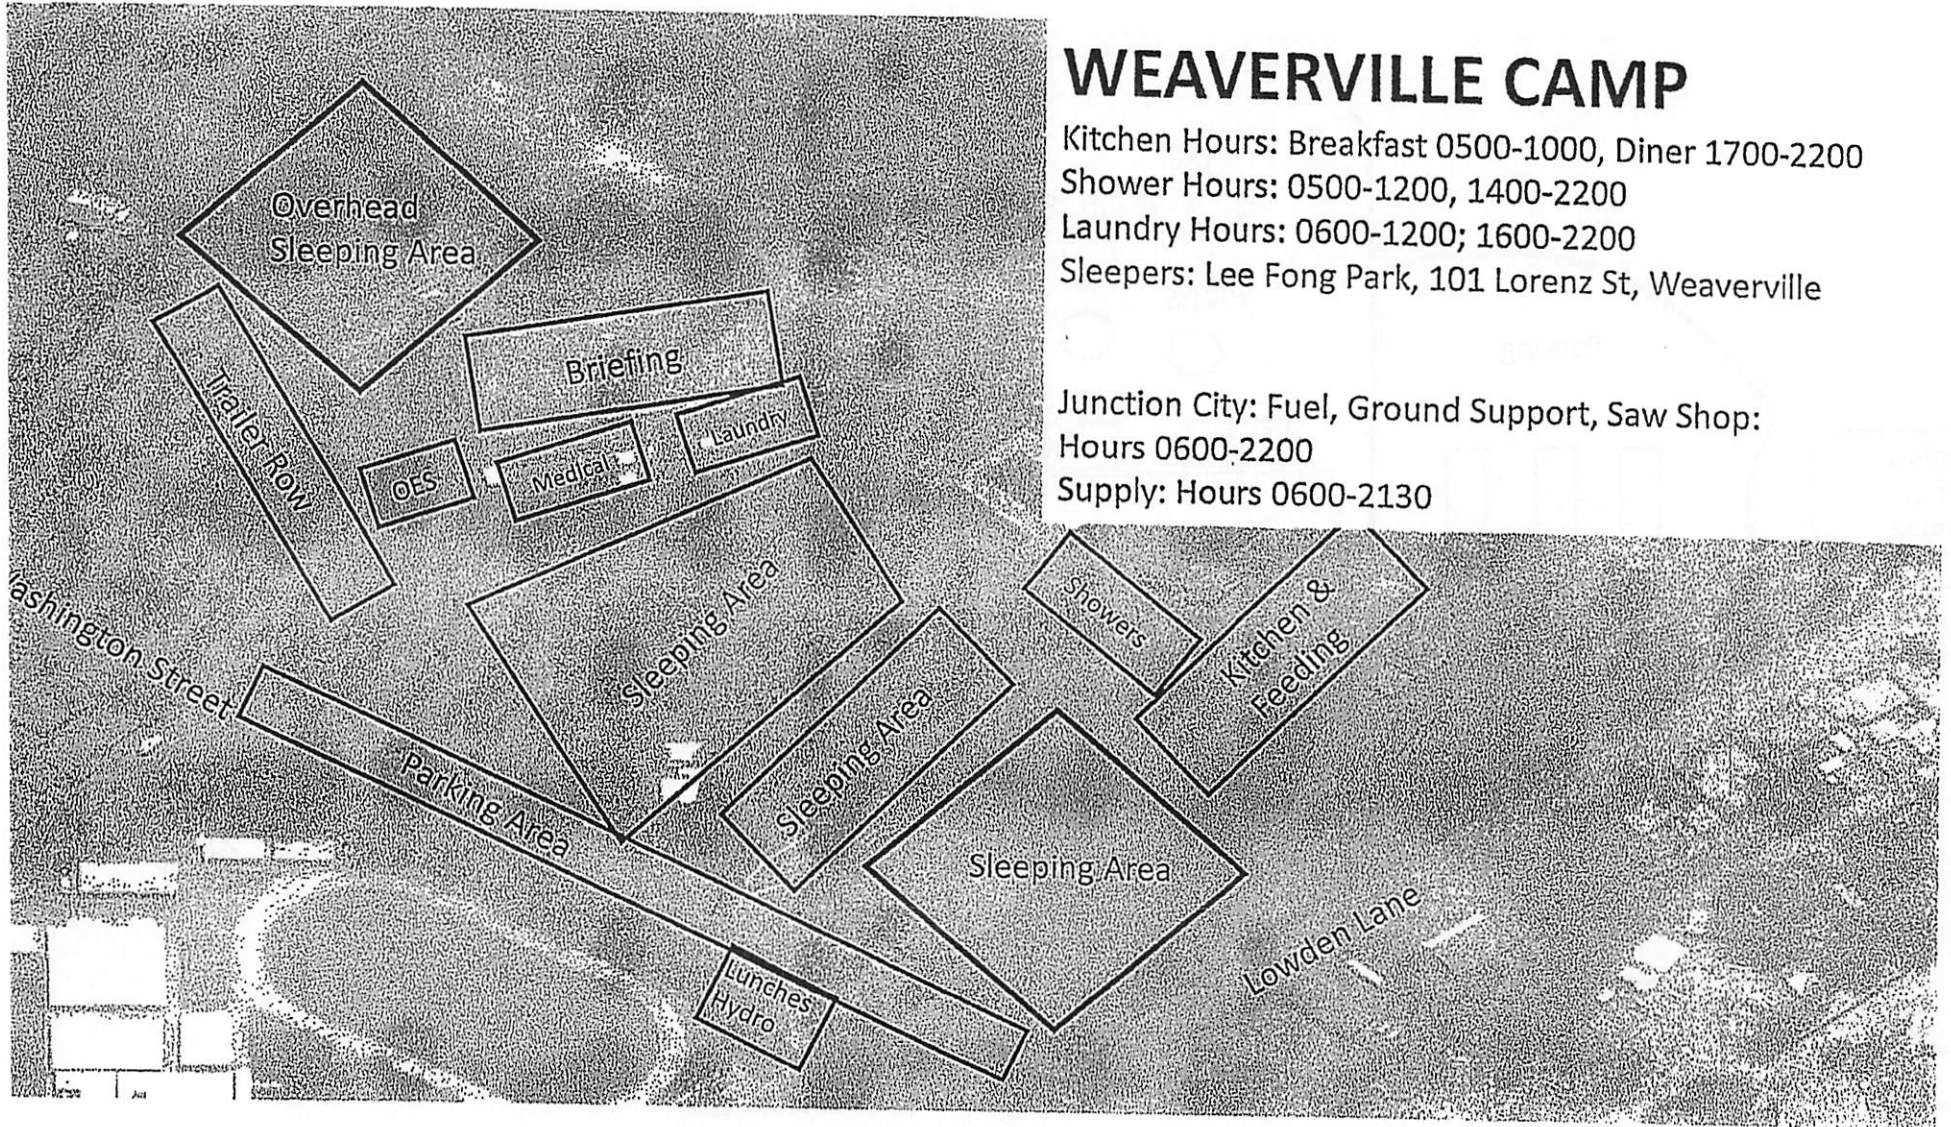 WEAVERVILLE CAMP
Kitchen Hours: Breakfast 0500-1000, Diner 1700-2200
Shower Hours: 0500-1200, 1400-2200
Laundry Hours: 0600-1200; 1600-2200
Sleepers: Lee Fong Park, 101 Lorenz St, Weaverville
Junction City: Fuel, Ground Support, Saw Shop:
Hours 0600-2200
Supply: Hours 0600-2130
Overhead
Sleeping Area
Trailer Row
Briefing
OES
Medical
Laundry
Sleeping Area
Showers
Kitchen &
Feeding
Street
Parking Area
Sleeping Area
Sleeping Area
Lunches
Hydro
Lowden Lane